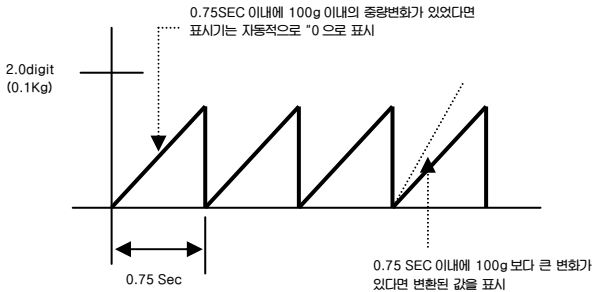 0.75SEC 이내에 100g 이내의 중량변화가 있었다면
표시기는 자동적으로 "0 으로 표시
2.0digit
(0.1Kg)
0.75 Sec
0.75 SEC 이내에 100g 보다 큰 변화가
있다면 변환된 값을 표시